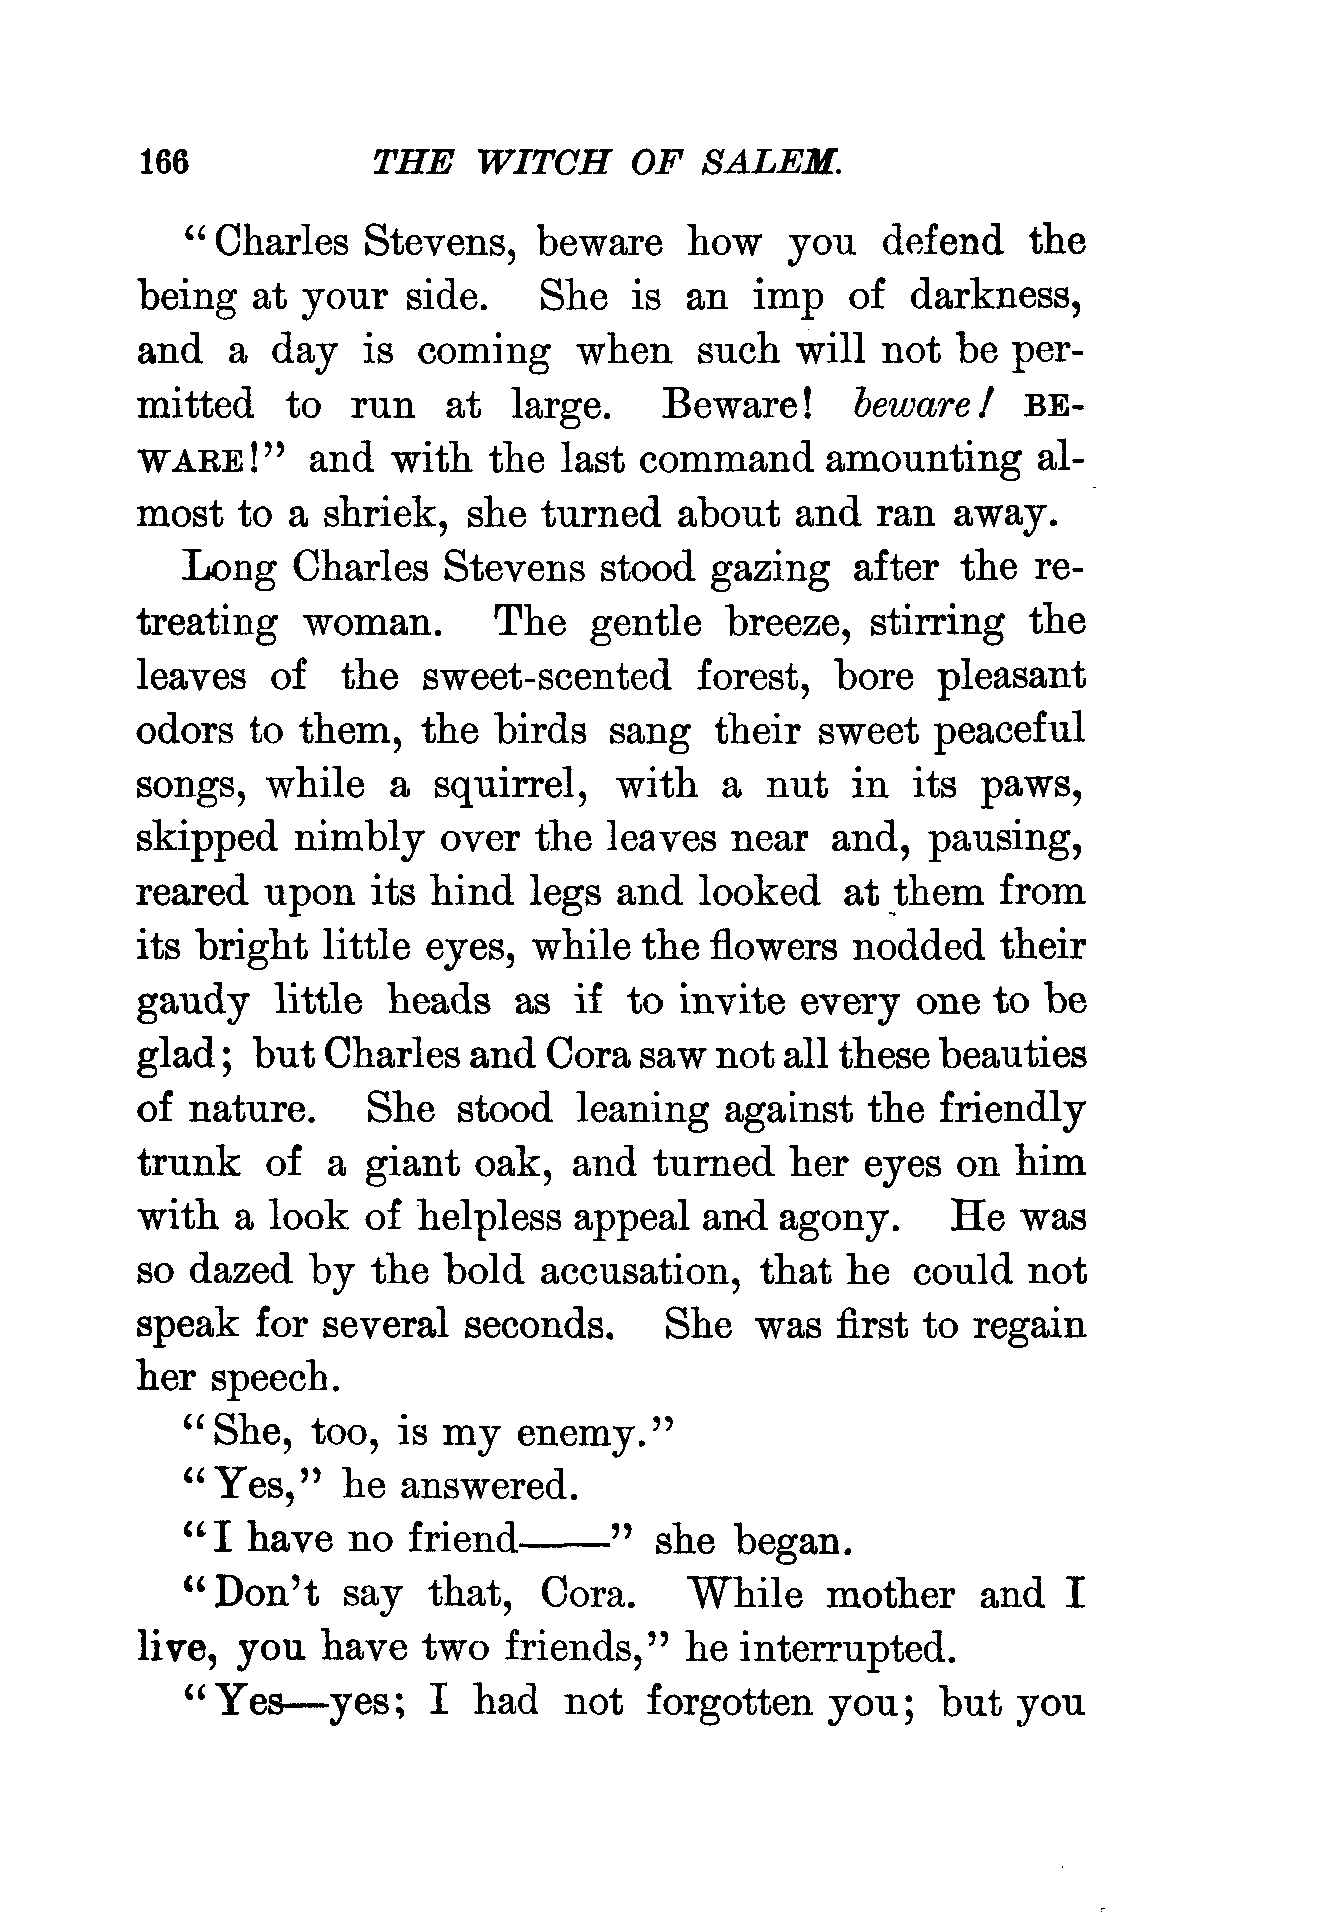 166 THE WITCH OF SALEM.
“Charles Stevens, beware how you defend the
being at your side. She is an imp of darkness,
and a day is coming when such will not be per-
mitted to run at large. Beware! beware! BE-
WARE!” and with the last command amounting al-
most to a shriek, she turned about and ran away.
Long Charles Stevens stood gazing after the re-
treating woman. The gentle breeze, stirring the
leaves of the sweet-scented forest, bore pleasant
odors to them, the birds sang their sweet peaceful
songs, while a squirrel, with a nut in its paws,
skipped nimbly over the leaves near and, pausing,
reared upon its hind legs and looked at them from
its bright little eyes, while the flowers nodded their
gaudy little heads as if to invite every one to be
glad; but Charles and Cora saw not all these beauties
of nature. She stood leaning against the friendly
trunk of a giant oak, and turned her eyes on him
with a look of helpless appeal and agony. He was
so dazed by the bold accusation, that he could not
speak for several seconds. She was first to regain
her speech.
“She, too, is my enemy.”
“Yes,” he answered.
“I have no friend——” she began.
“Don’t say that, Cora. While mother and I
live, you have two friends,” he interrupted.
“Yes—yes; I had not forgotten you; but you